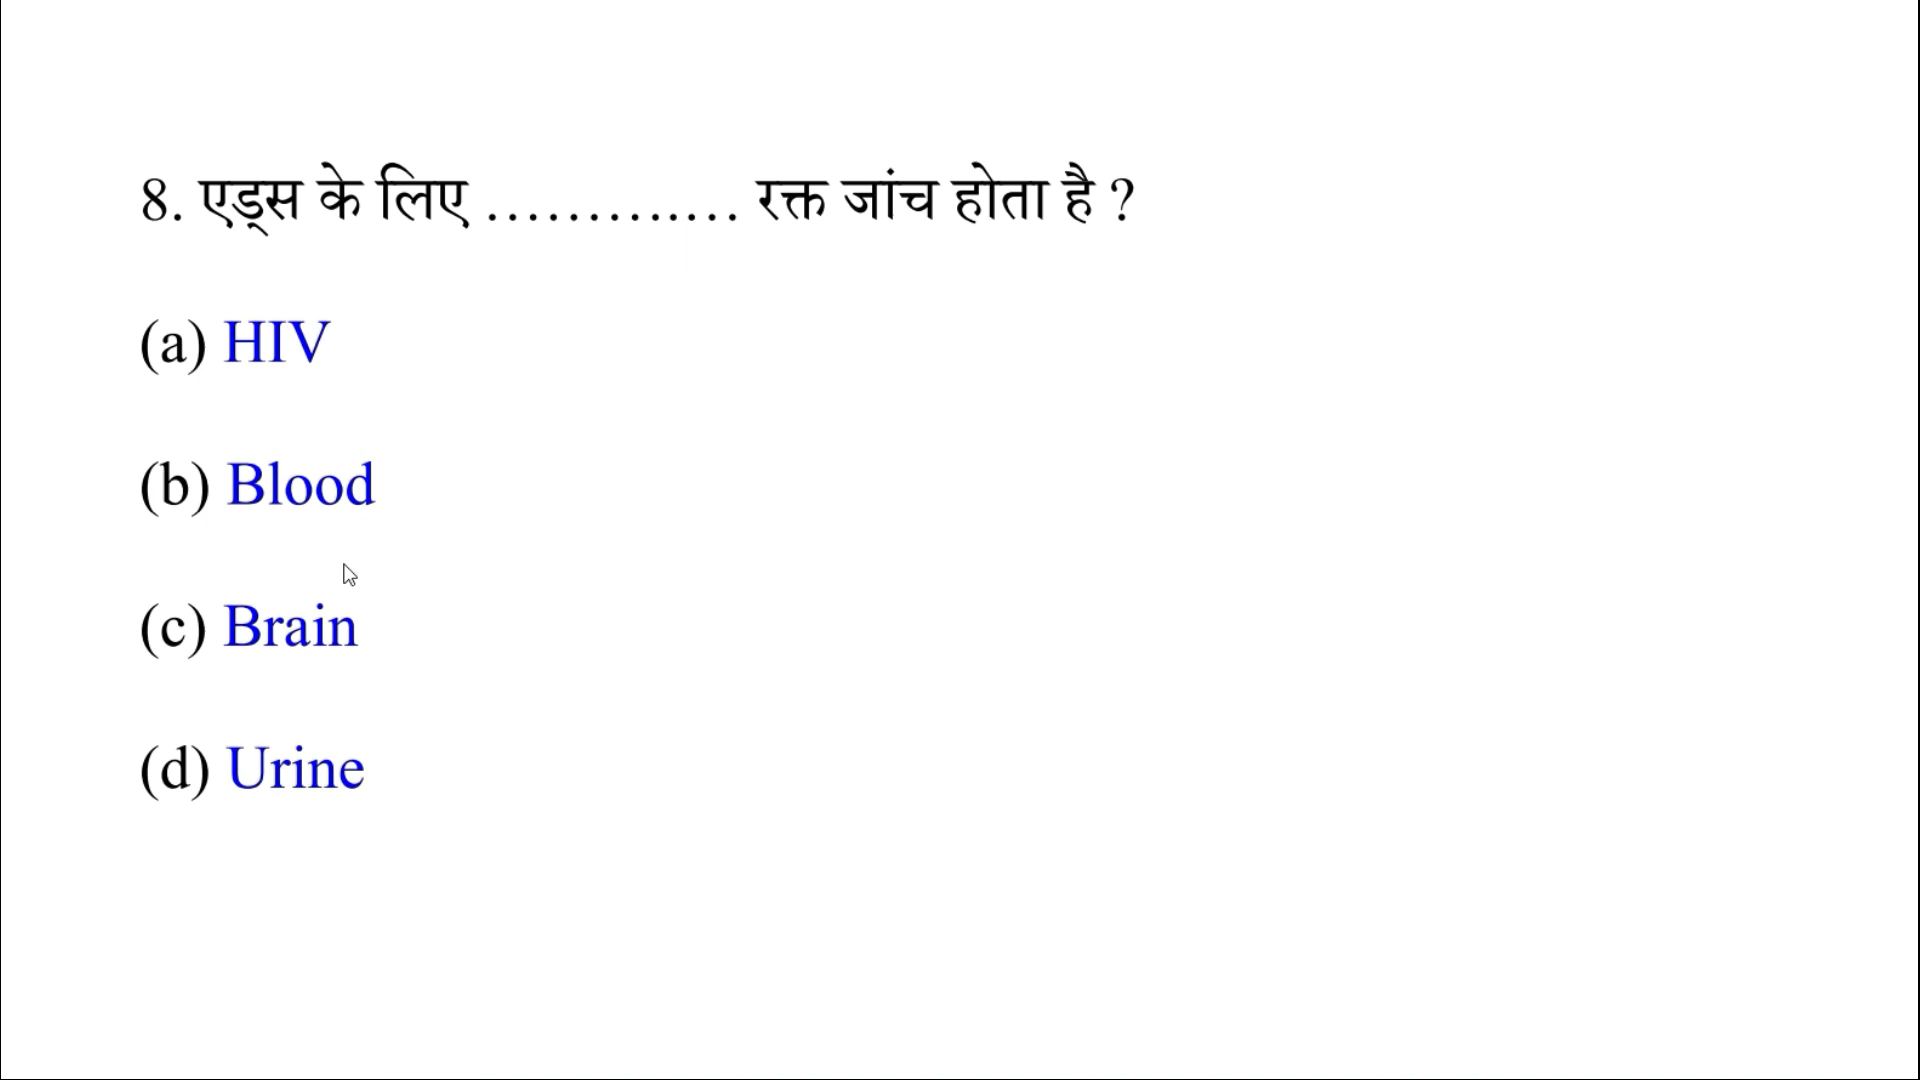 8. एड्स के लिए ............. रक्त जांच होता है ?
(a) HIV
(b) Blood
(c) Brain
(d) Urine